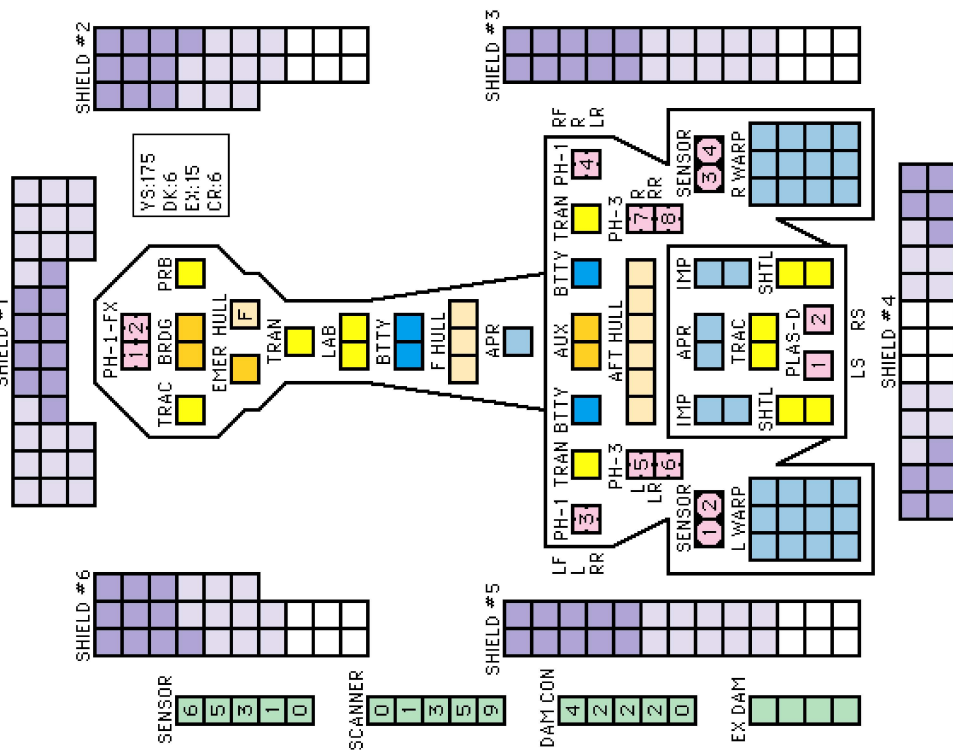 SHIELD #1
SHIELD #2
SHIELD #3
SHIELD #4
SHIELD #5
SHIELD #6
YS:175
DK:6
EX:15
CR:6
PH-1-FX
1 2
TRAC
BRDG
PRB
EMER
HULL
F
TRAN
LAB
BTTY
F HULL
APR
PH-1
3
LF
L
RR
TRAN
BTTY
AUX
BTTY
TRAN
PH-1
4
RF
R
LR
PH-3
L 5
LR 6
AFT HULL
PH-3
7 R
8 RR
SENSOR
1 2
L WARP
IMP
APR
IMP
SENSOR
3 4
R WARP
SHTL
TRAC
SHTL
PLAS-D
1 2
LS RS
SENSOR
6
5
3
1
0
SCANNER
0
1
3
5
9
DAM CON
4
2
2
2
0
EX DAM